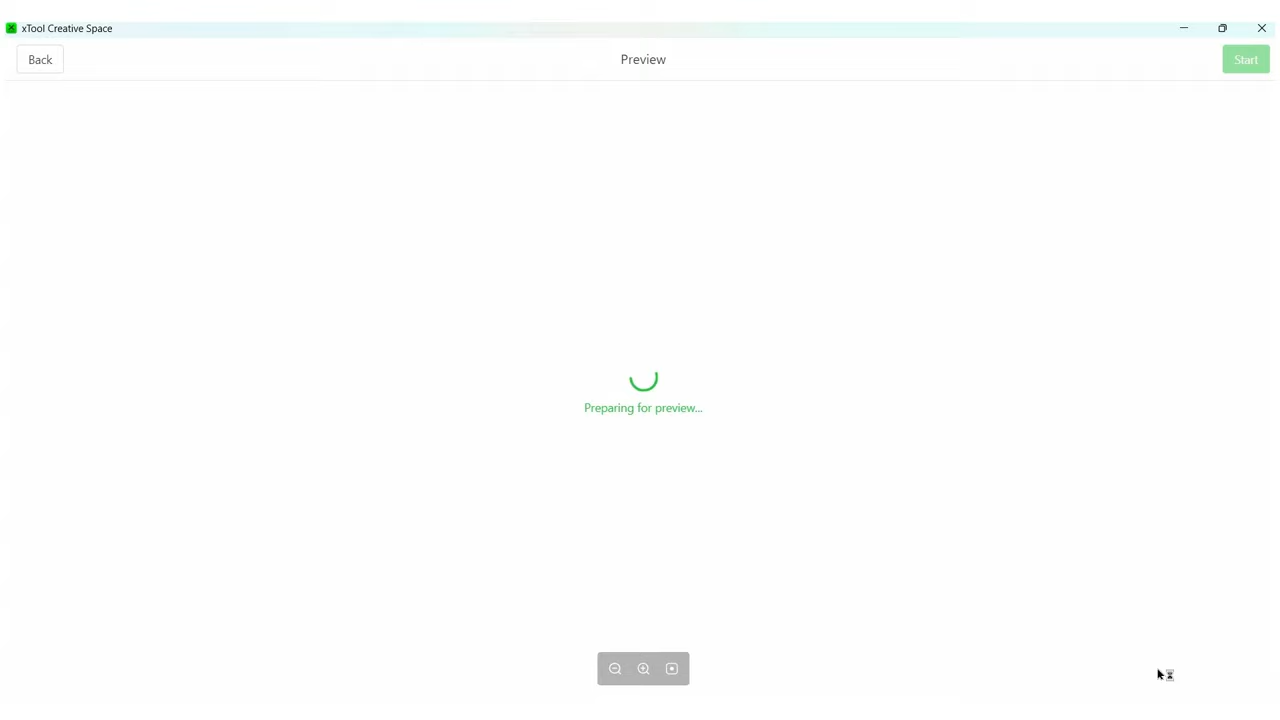 xTool Creative Space
Back
Preview
Start
Preparing for preview...